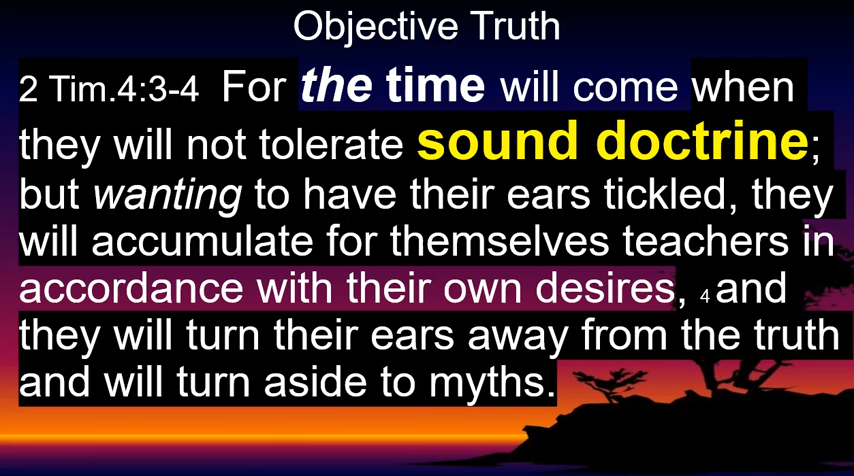 Objective Truth
2 Tim.4:3-4 For the time will come when
they will not tolerate sound doctrine;
but wanting to have their ears tickled, they
will accumulate for themselves teachers in
accordance with their own desires, 4 and
they will turn their ears away from the truth
and will turn aside to myths.